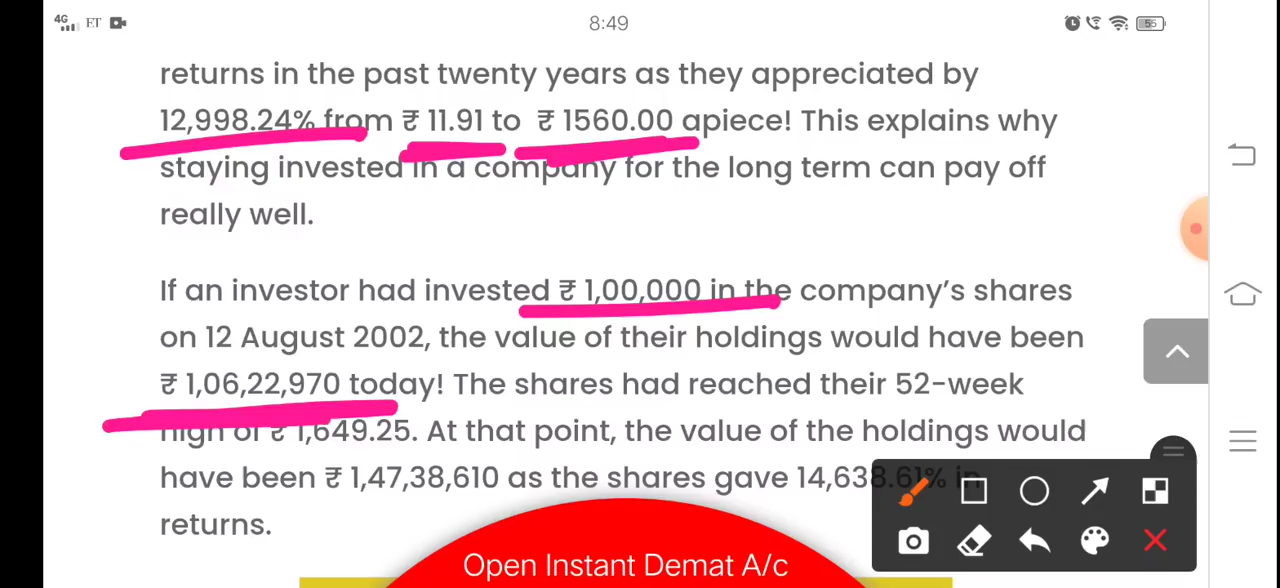 4G ET 8:49 55
returns in the past twenty years as they appreciated by
12,998.24% from ₹ 11.91 to ₹ 1560.00 apiece! This explains why
staying invested in a company for the long term can pay off
really well.
If an investor had invested ₹ 1,00,000 in the company’s shares
on 12 August 2002, the value of their holdings would have been
₹ 1,06,22,970 today! The shares had reached their 52-week
high of ₹ 1,649.25. At that point, the value of the holdings would
have been ₹ 1,47,38,610 as the shares gave 14,638.61% in
returns.
Open Instant Demat A/c